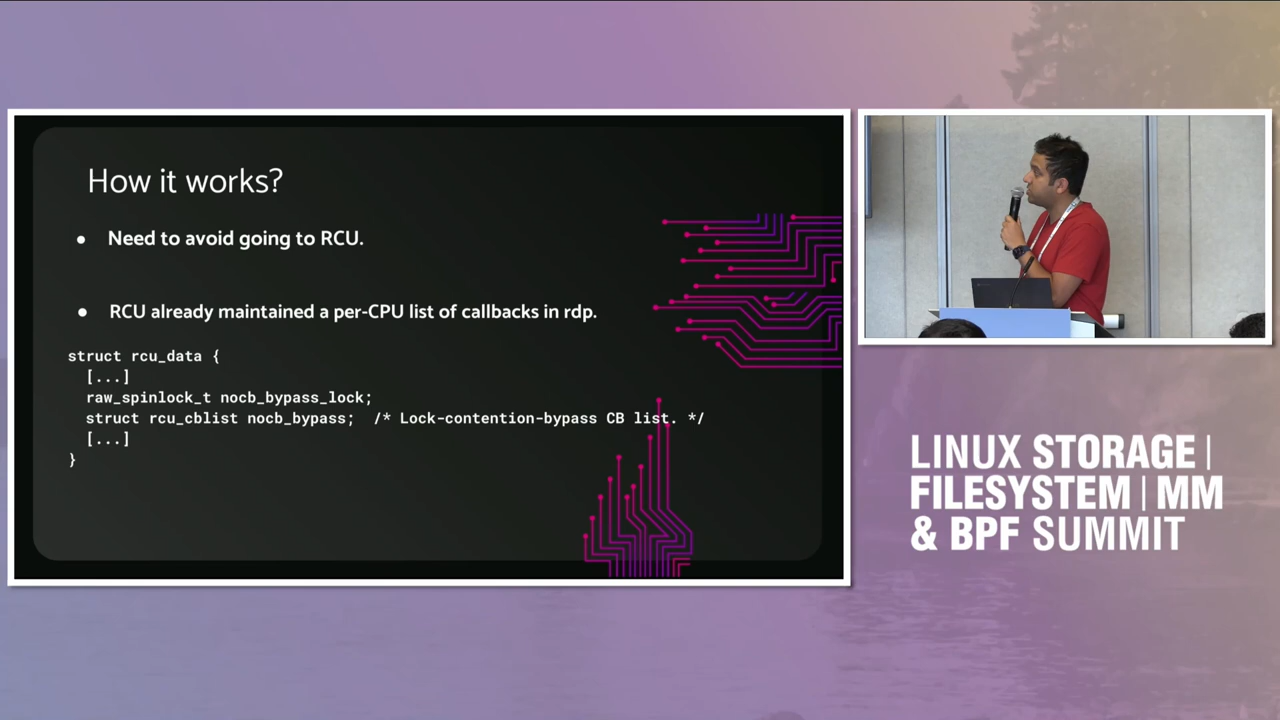 How it works?
● Need to avoid going to RCU.
● RCU already maintained a per-CPU list of callbacks in rdp.
struct rcu_data {
[...]
raw_spinlock_t nocb_bypass_lock;
struct rcu_cblist nocb_bypass; /* Lock-contention-bypass CB list. */
[...]
}
LINUX STORAGE |
FILESYSTEM | MM
& BPF SUMMIT